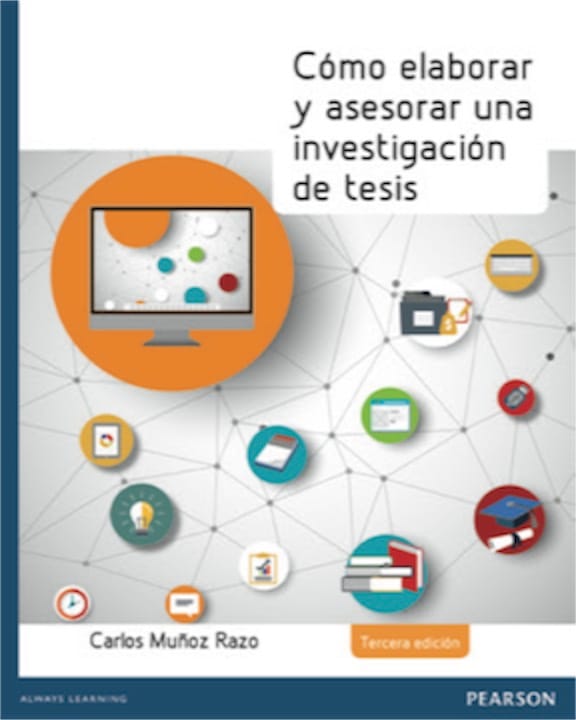 Cómo elaborar
y asesorar una
investigación
de tesis
Carlos Muñoz Razo
Tercera edición
ALWAYS LEARNING
PEARSON